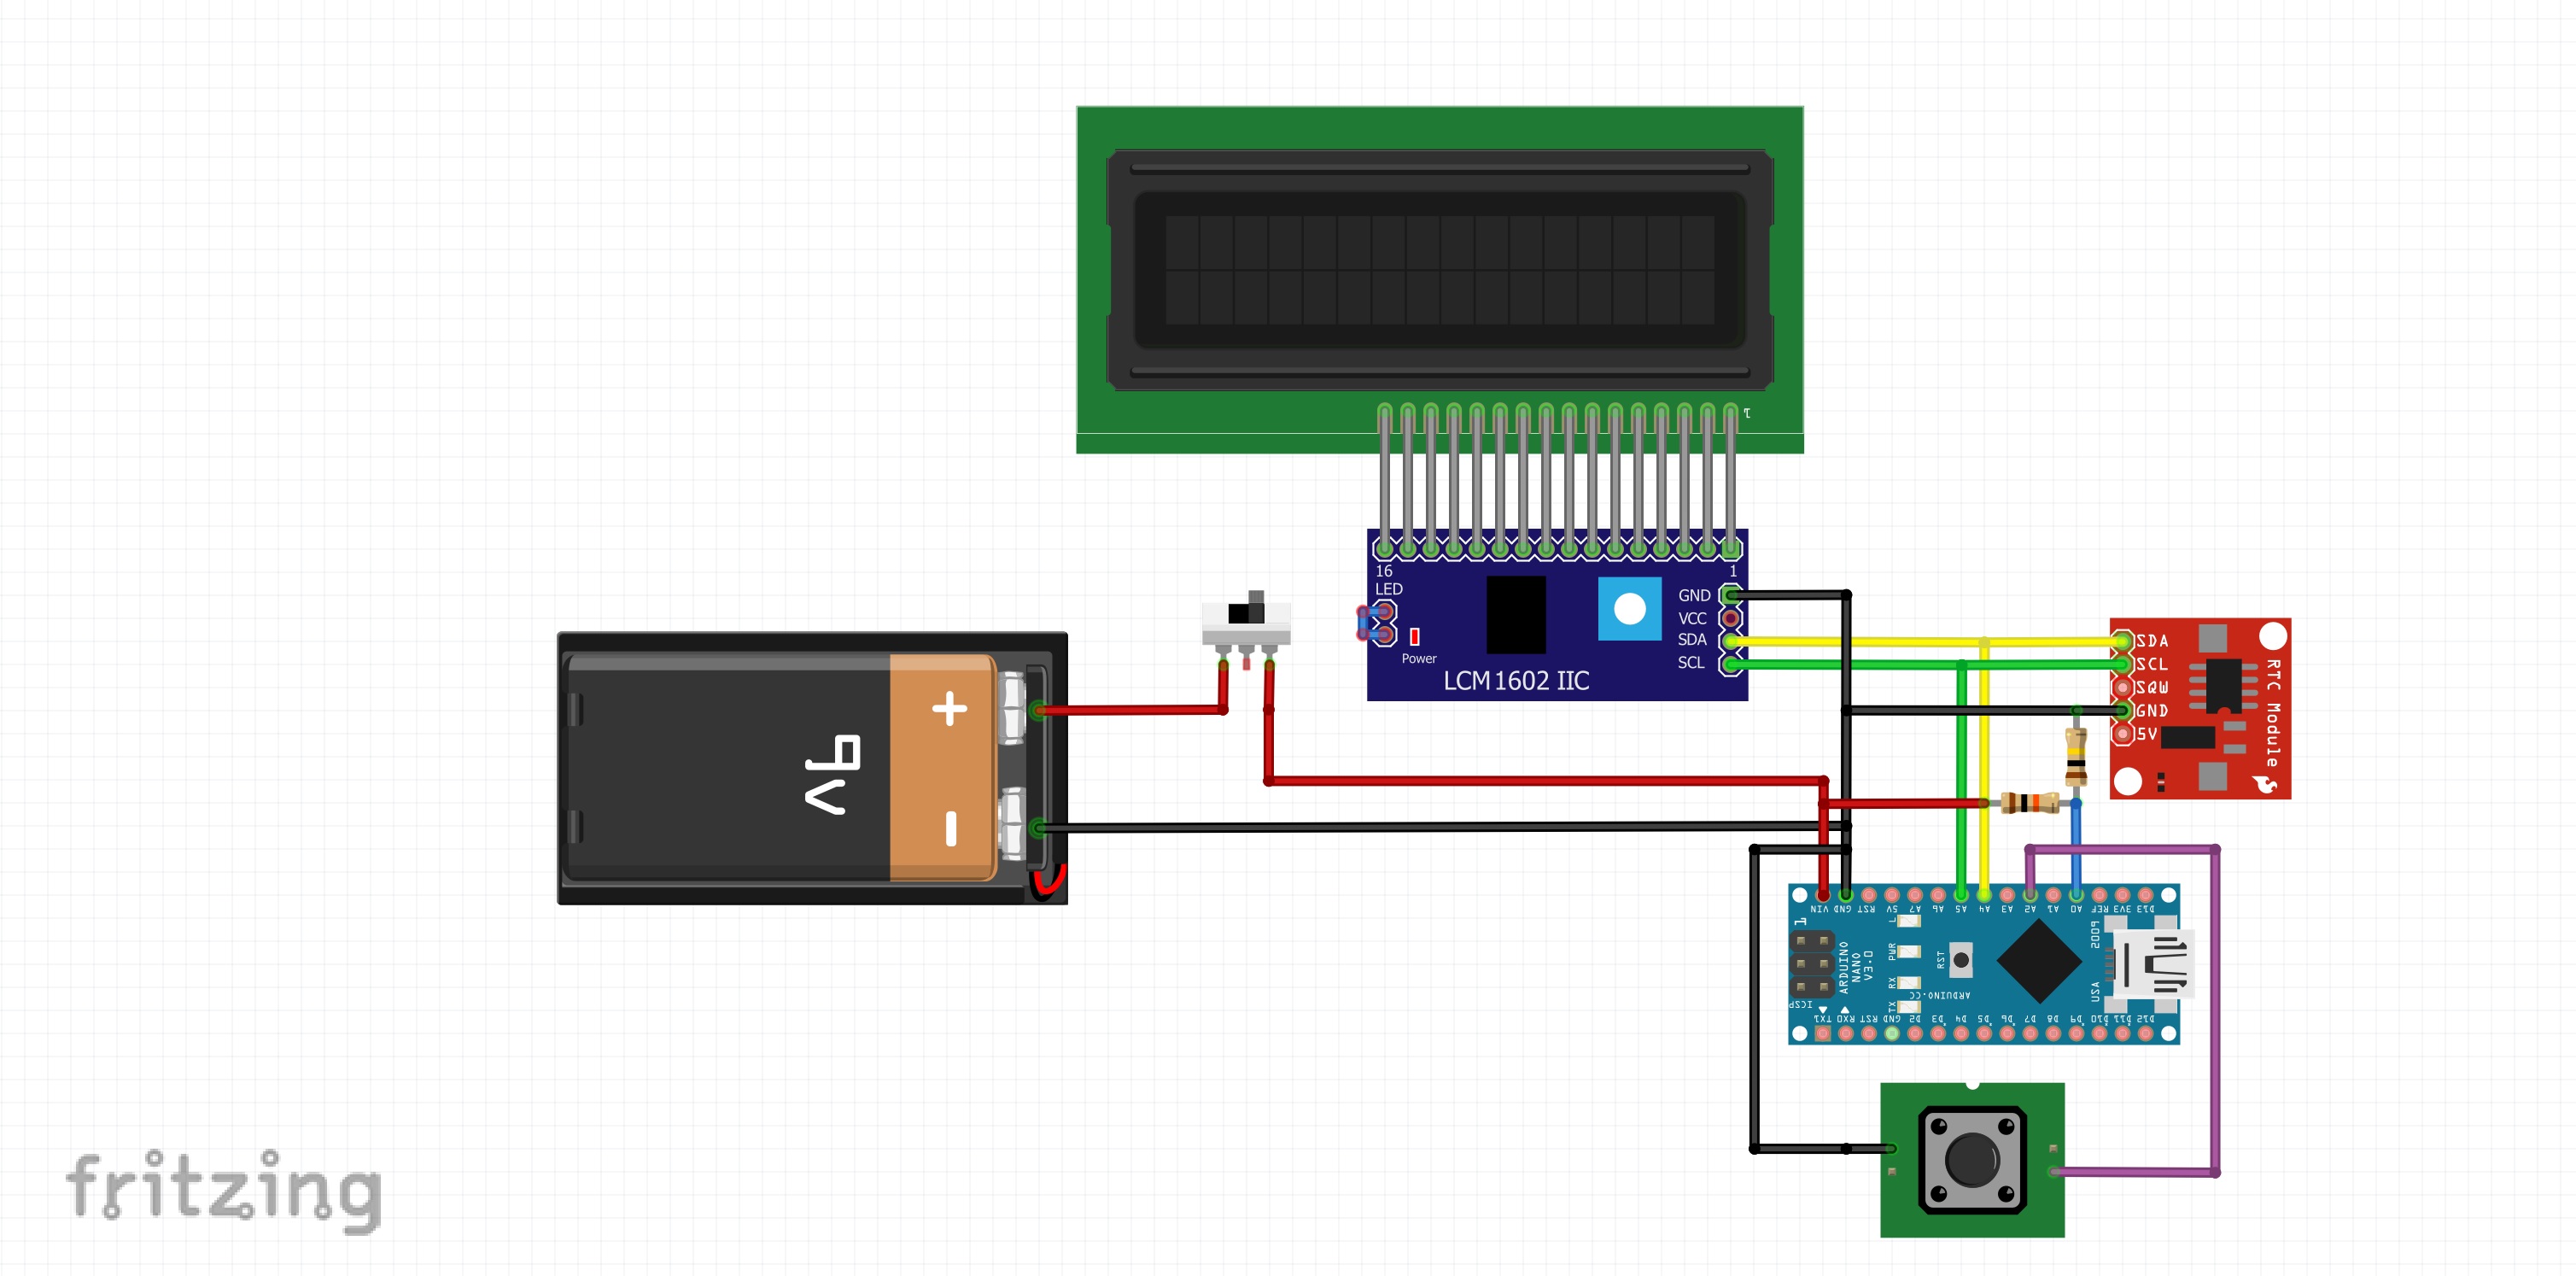 1
16
1
LED
GND
VCC
SDA
SCL
Power
LCM1602 IIC
SDA
SCL
SQW
GND
5V
RTC Module
+
9V
-
VIN GND RST 5V A7 A6 A5 A4 A3 A2 A1 A0 REF 3V3 D13
1
L
PWR
RX
TX
RST
ARDUINO
NANO
V3.0
ARDUINO.CC
ICSP
USA
TX1 RX0 RST GND D2 D3 D4 D5 D6 D7 D8 D9 D10 D11 D12
fritzing